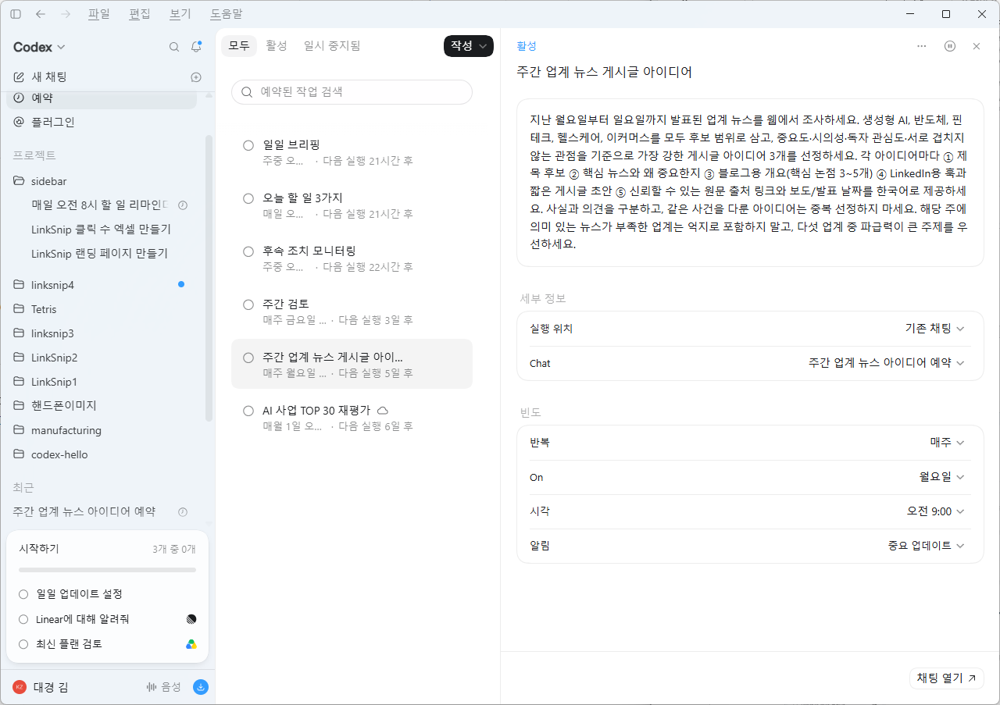 파일 편집 보기 도움말
Codex
새 채팅
예약
플러그인
프로젝트
sidebar
매일 오전 8시 할 일 리마인
LinkSnip 클릭 수 엑셀 만들기
LinkSnip 랜딩 페이지 만들기
linksnip4
Tetris
linksnip3
LinkSnip2
LinkSnip1
핸드폰이미지
manufacturing
codex-hello
최근
주간 업계 뉴스 아이디어 예약
시작하기 3개 중 0개
일일 업데이트 설정
Linear에 대해 알려줘
최신 플랜 검토
KZ 대경 김 음성
모두 활성 일시 중지됨 작성
예약된 작업 검색
일일 브리핑
주중 오... · 다음 실행 21시간 후
오늘 할 일 3가지
매일 오... · 다음 실행 21시간 후
후속 조치 모니터링
주중 오... · 다음 실행 22시간 후
주간 검토
매주 금요일 ... · 다음 실행 3일 후
주간 업계 뉴스 게시글 아이...
매주 월요일 ... · 다음 실행 5일 후
AI 사업 TOP 30 재평가
매월 1일 오... · 다음 실행 6일 후
활성
주간 업계 뉴스 게시글 아이디어
지난 월요일부터 일요일까지 발표된 업계 뉴스를 웹에서 조사하세요. 생성형 AI, 반도체, 핀
테크, 헬스케어, 이커머스를 모두 후보 범위로 삼고, 중요도·시의성·독자 관심도·서로 겹치지
않는 관점을 기준으로 가장 강한 게시글 아이디어 3개를 선정하세요. 각 아이디어마다 ① 제
목 후보 ② 핵심 뉴스와 왜 중요한지 ③ 블로그용 개요(핵심 논점 3~5개) ④ LinkedIn용 훅과
짧은 게시글 초안 ⑤ 신뢰할 수 있는 원문 출처 링크와 보도/발표 날짜를 한국어로 제공하세
요. 사실과 의견을 구분하고, 같은 사건을 다룬 아이디어는 중복 선정하지 마세요. 해당 주에
의미 있는 뉴스가 부족한 업계는 억지로 포함하지 말고, 다섯 업계 중 파급력이 큰 주제를 우
선하세요.
세부 정보
실행 위치 기존 채팅
Chat 주간 업계 뉴스 아이디어 예약
빈도
반복 매주
On 월요일
시각 오전 9:00
알림 중요 업데이트
채팅 열기